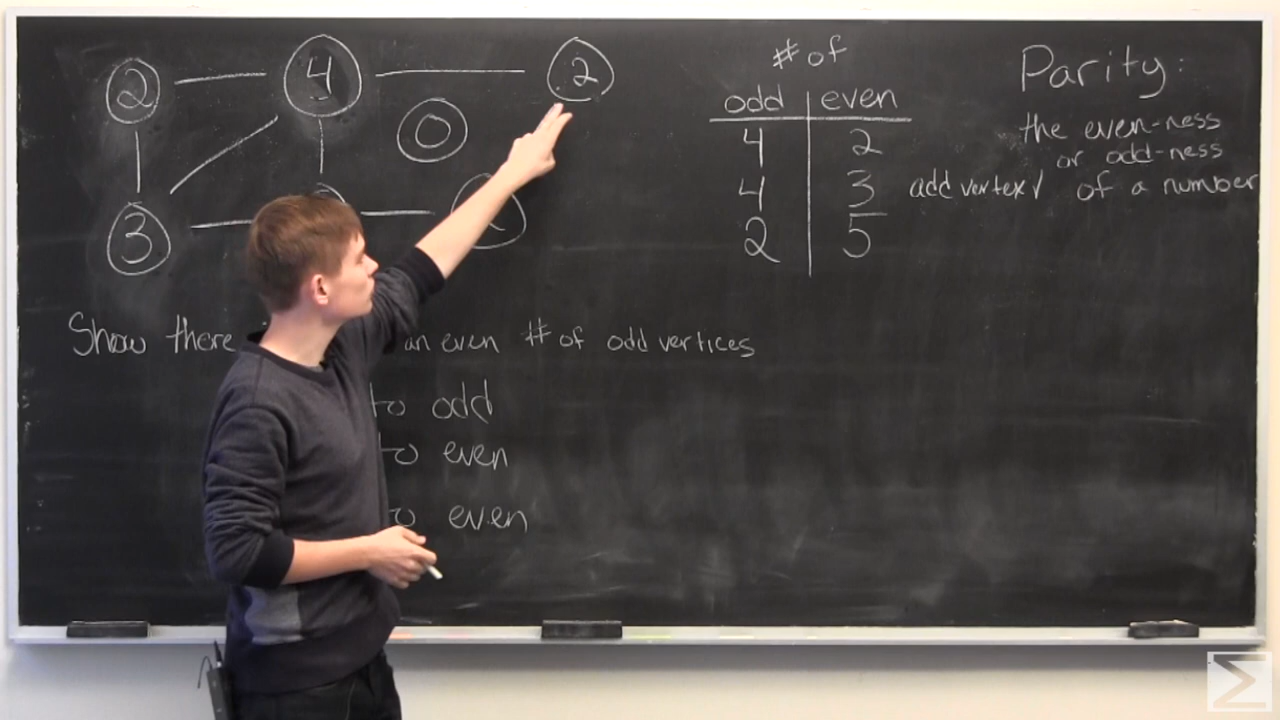 2 4 2
0
3
# of
odd even
4 2
4 3 add vertex √
2 5
Parity:
the even-ness
or odd-ness
of a number
Show there an even # of odd vertices
to odd
to even
even
Σ